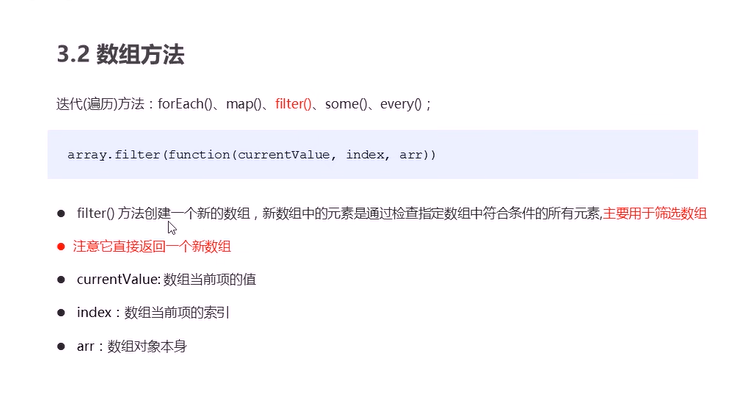 3.2 数组方法
迭代(遍历)方法：forEach()、map()、filter()、some()、every()；
array.filter(function(currentValue, index, arr))
● filter() 方法创建一个新的数组，新数组中的元素是通过检查指定数组中符合条件的所有元素,主要用于筛选数组
● 注意它直接返回一个新数组
● currentValue: 数组当前项的值
● index：数组当前项的索引
● arr：数组对象本身